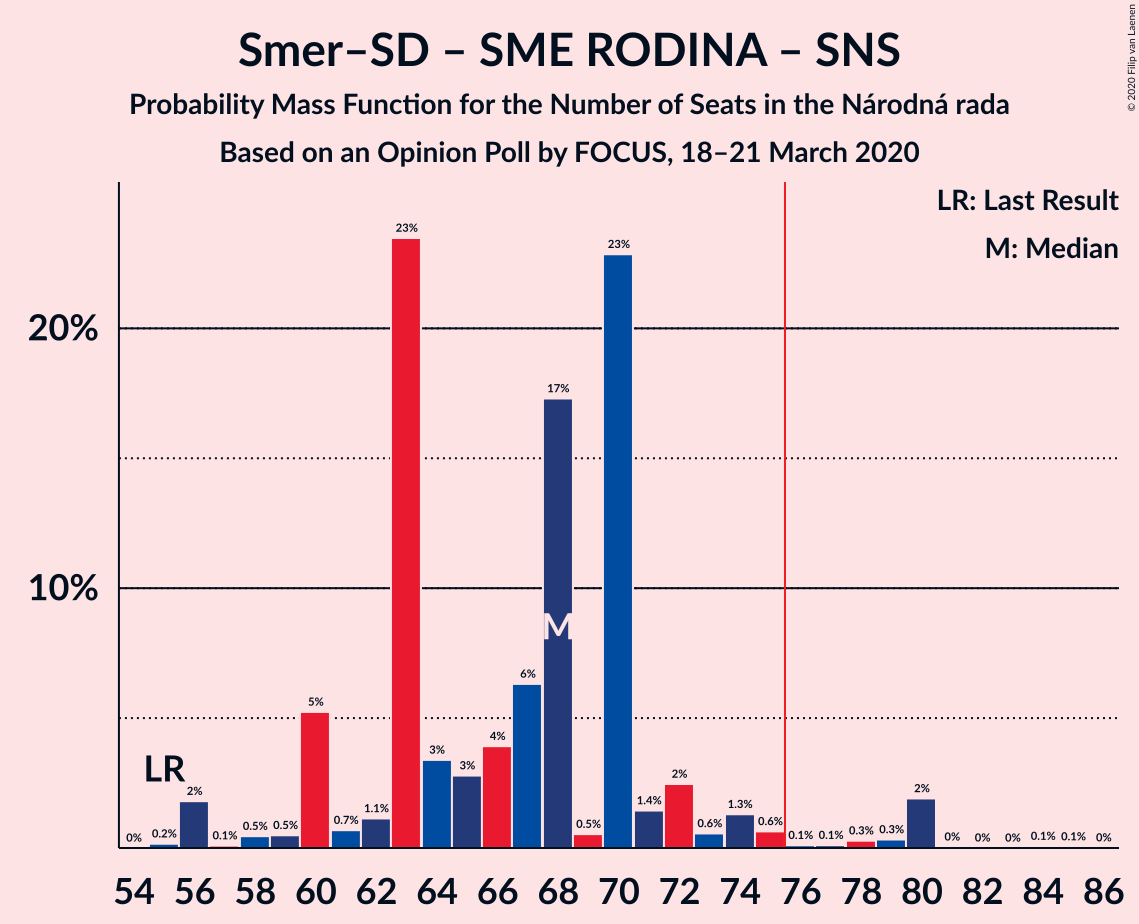 Smer–SD – SME RODINA – SNS
Probability Mass Function for the Number of Seats in the Národná rada
Based on an Opinion Poll by FOCUS, 18–21 March 2020
© 2020 Filip van Laenen
LR: Last Result
M: Median
20%
10%
LR
M
0% 0.2% 2% 0.1% 0.5% 0.5% 5% 0.7% 1.1% 23% 3% 3% 4% 6% 17% 0.5% 23% 1.4% 2% 0.6% 1.3% 0.6% 0.1% 0.1% 0.3% 0.3% 2% 0% 0% 0% 0.1% 0.1% 0%
54 56 58 60 62 64 66 68 70 72 74 76 78 80 82 84 86